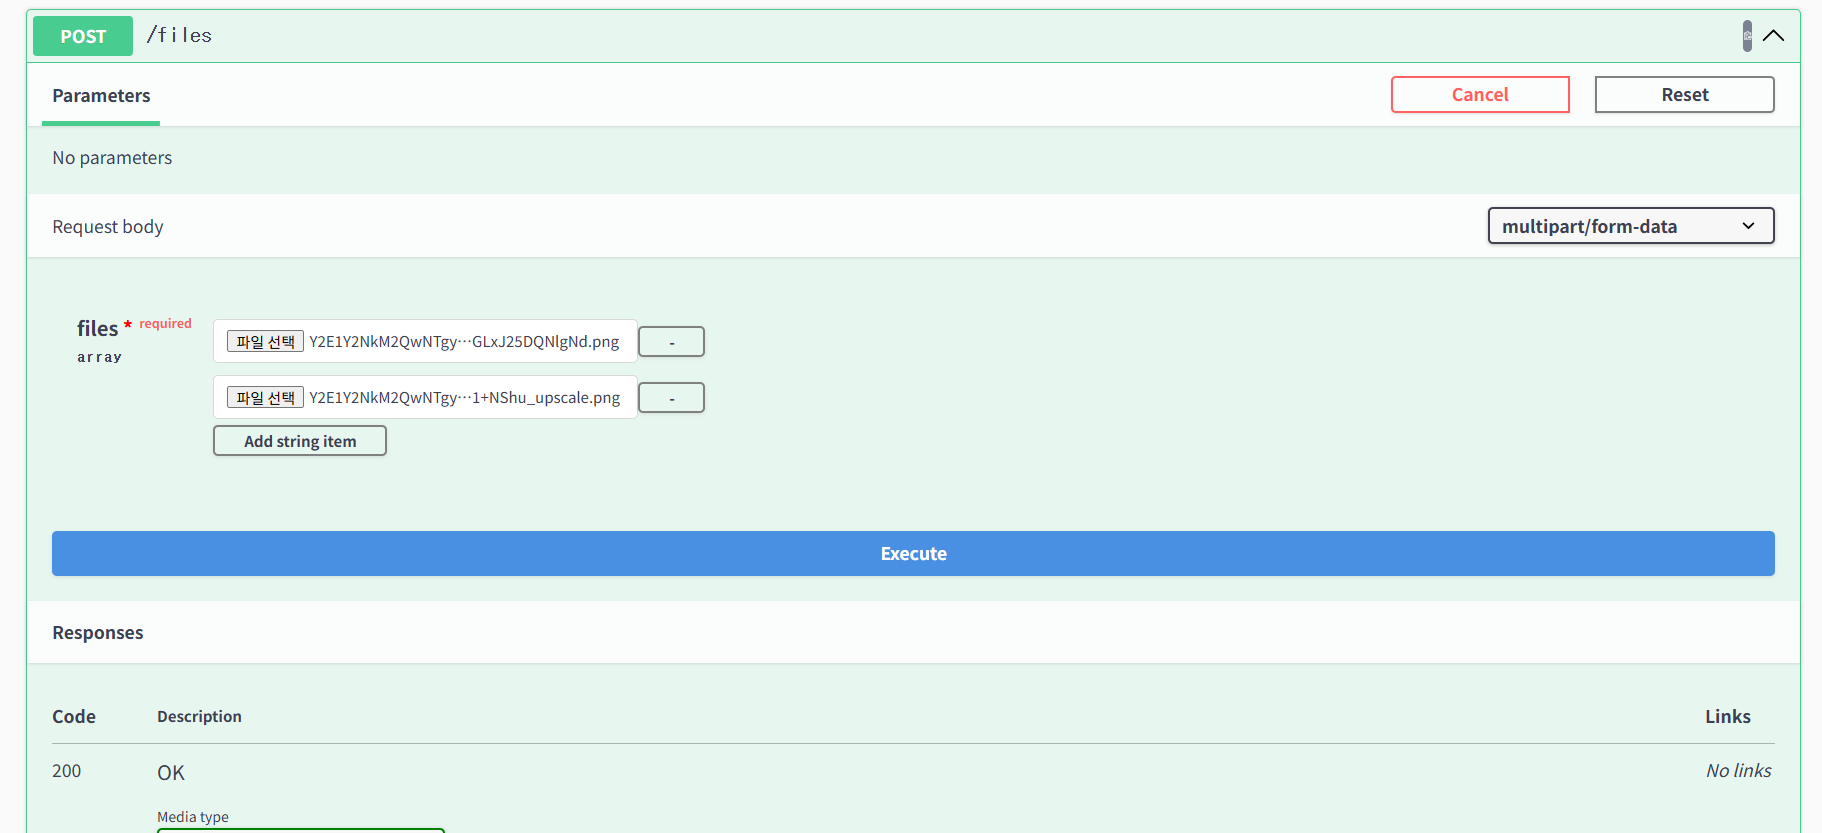 POST /files
Parameters
Cancel
Reset
No parameters
Request body
multipart/form-data
files * required
array
파일 선택 Y2E1Y2NkM2QwNTgy⋯GLxJ25DQNlgNd.png
-
파일 선택 Y2E1Y2NkM2QwNTgy⋯1+NShu_upscale.png
-
Add string item
Execute
Responses
Code Description Links
200 OK No links
Media type